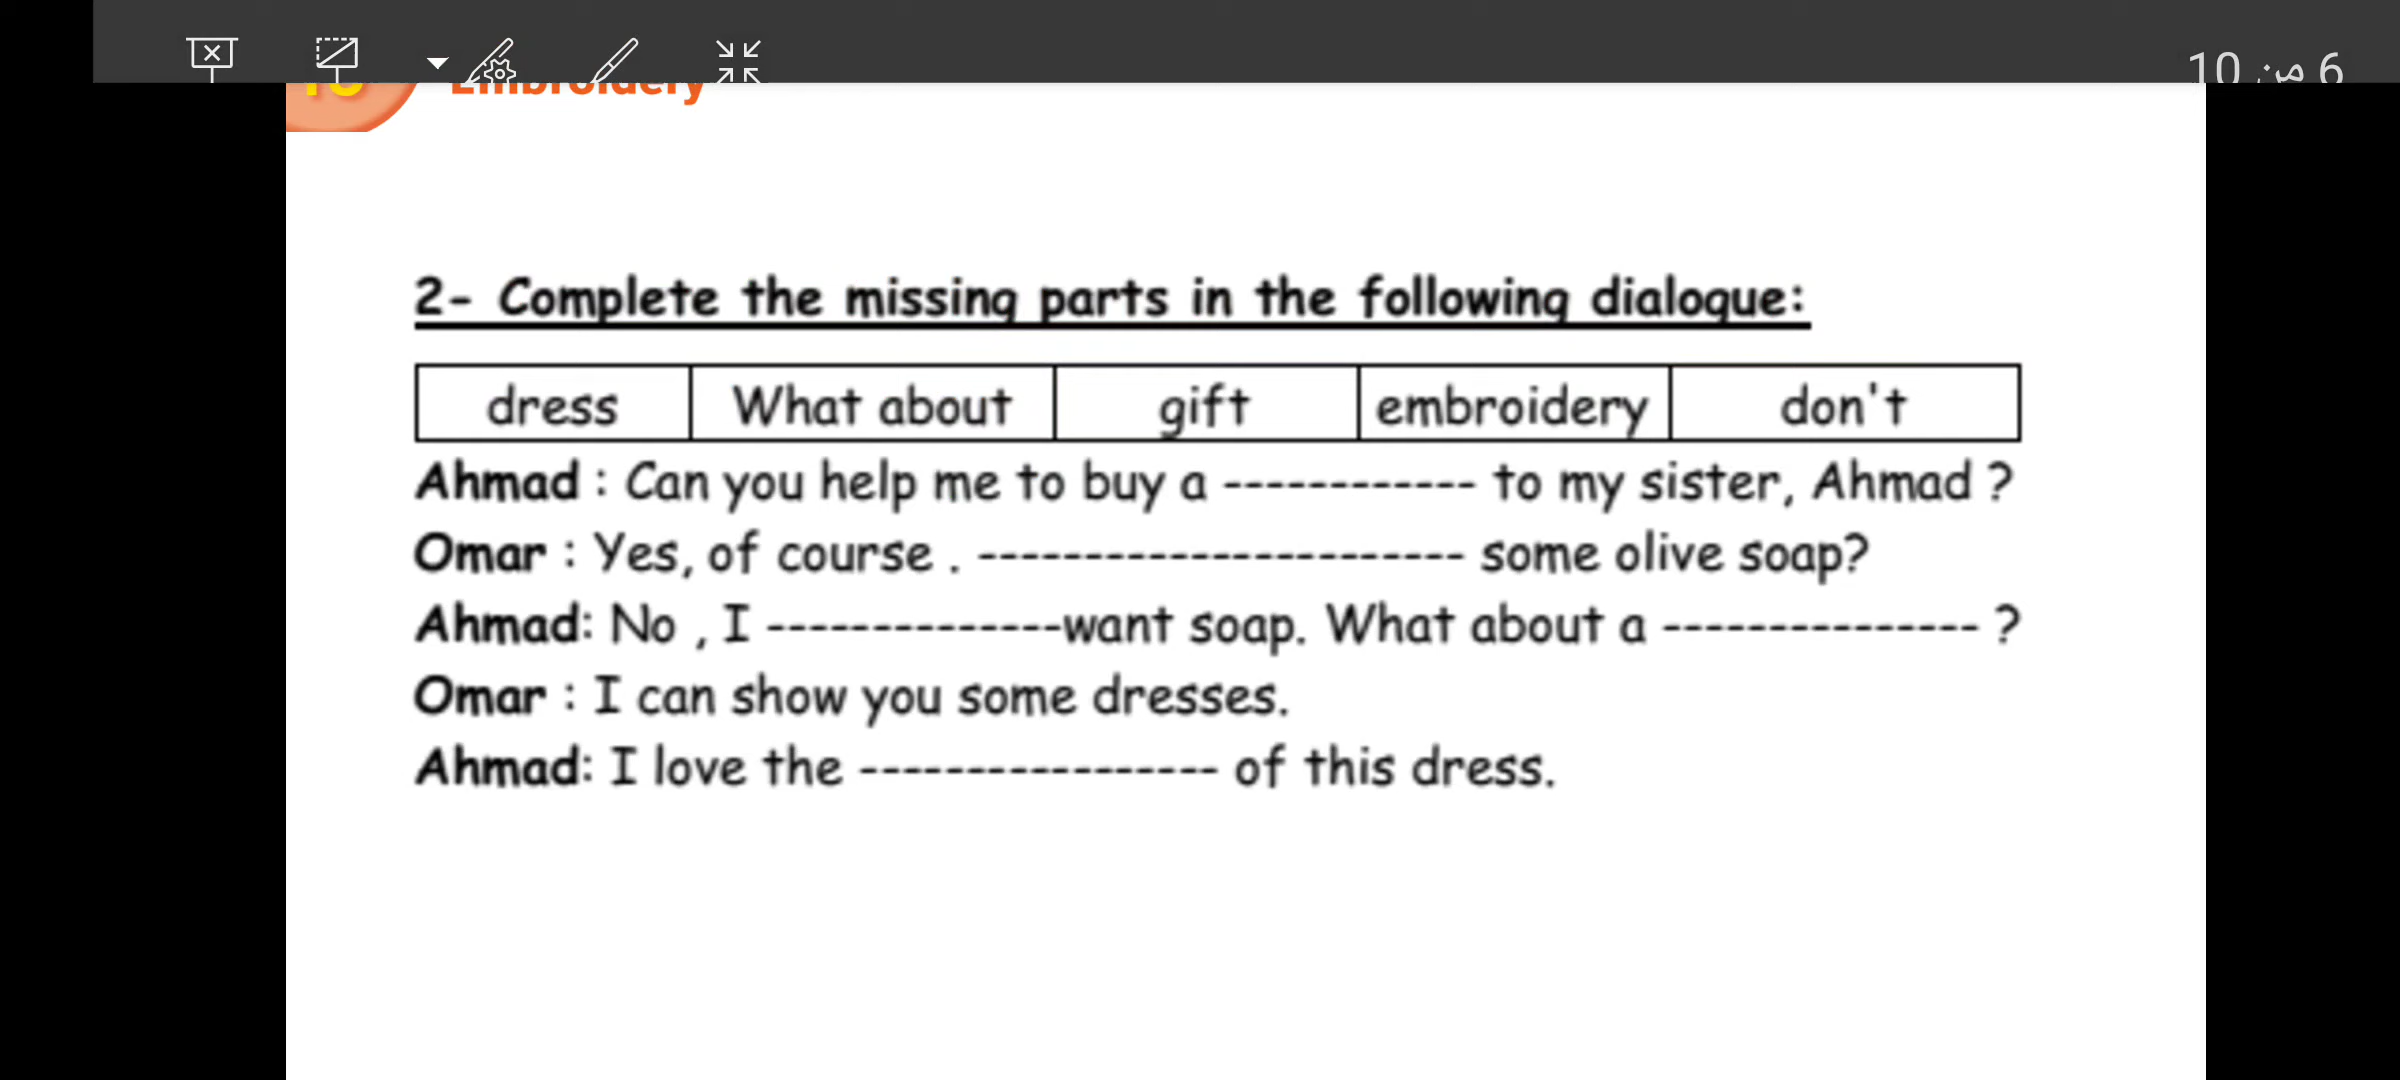 6 من 10
Embroidery
2- Complete the missing parts in the following dialogue:
dress What about gift embroidery don't
Ahmad : Can you help me to buy a ------------ to my sister, Ahmad ?
Omar : Yes, of course . ----------------------- some olive soap?
Ahmad: No , I --------------want soap. What about a --------------- ?
Omar : I can show you some dresses.
Ahmad: I love the ----------------- of this dress.